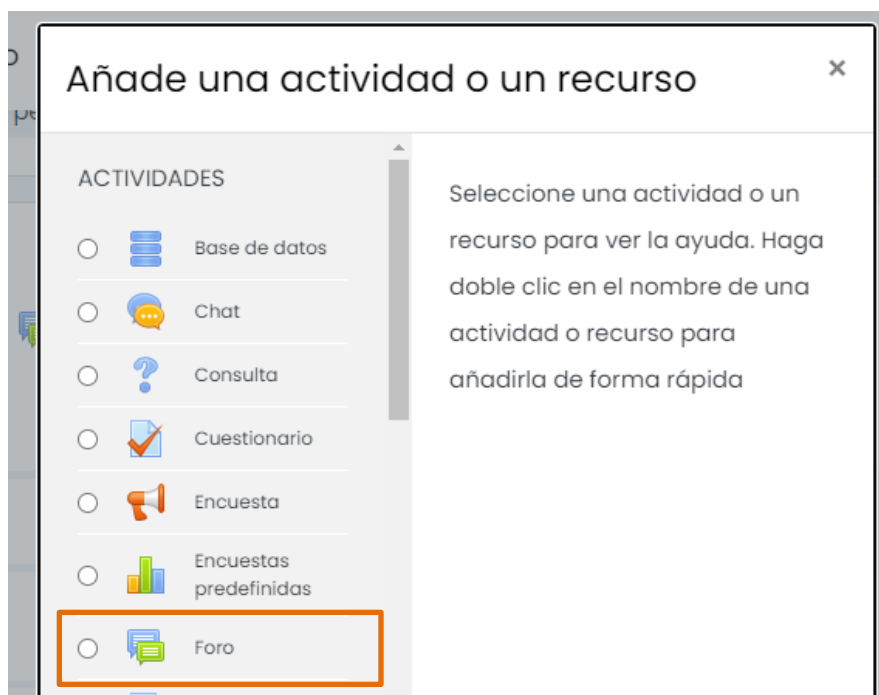 Añade una actividad o un recurso
×
ACTIVIDADES
Base de datos
Chat
Consulta
Cuestionario
Encuesta
Encuestas
predefinidas
Foro
Seleccione una actividad o un
recurso para ver la ayuda. Haga
doble clic en el nombre de una
actividad o recurso para
añadirla de forma rápida